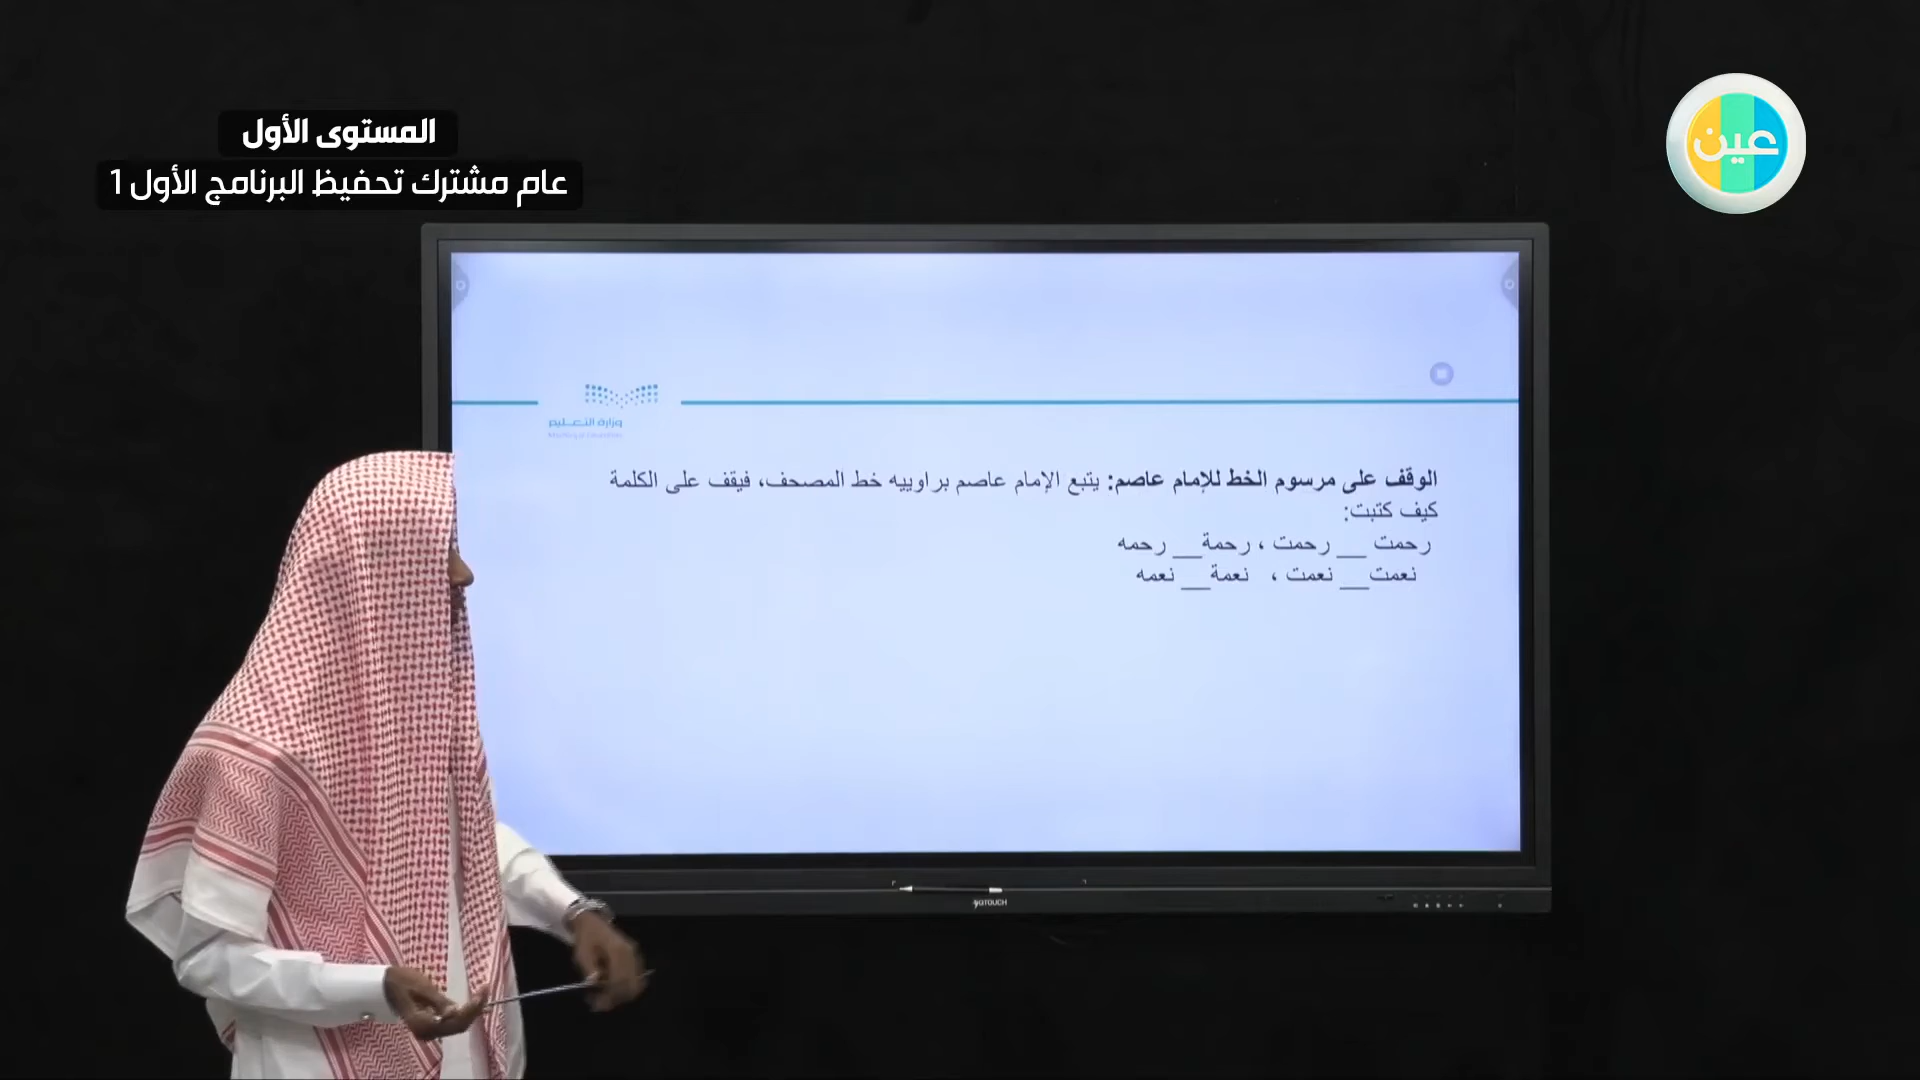 المستوى الأول
عام مشترك تحفيظ البرنامج الأول 1
عين
وزارة التعليم
الوقف على مرسوم الخط للإمام عاصم: يتبع الإمام عاصم براوييه خط المصحف، فيقف على الكلمة
كيف كتبت:
رحمت __ رحمت ، رحمة__ رحمه
نعمت__ نعمت ، نعمة__ نعمه